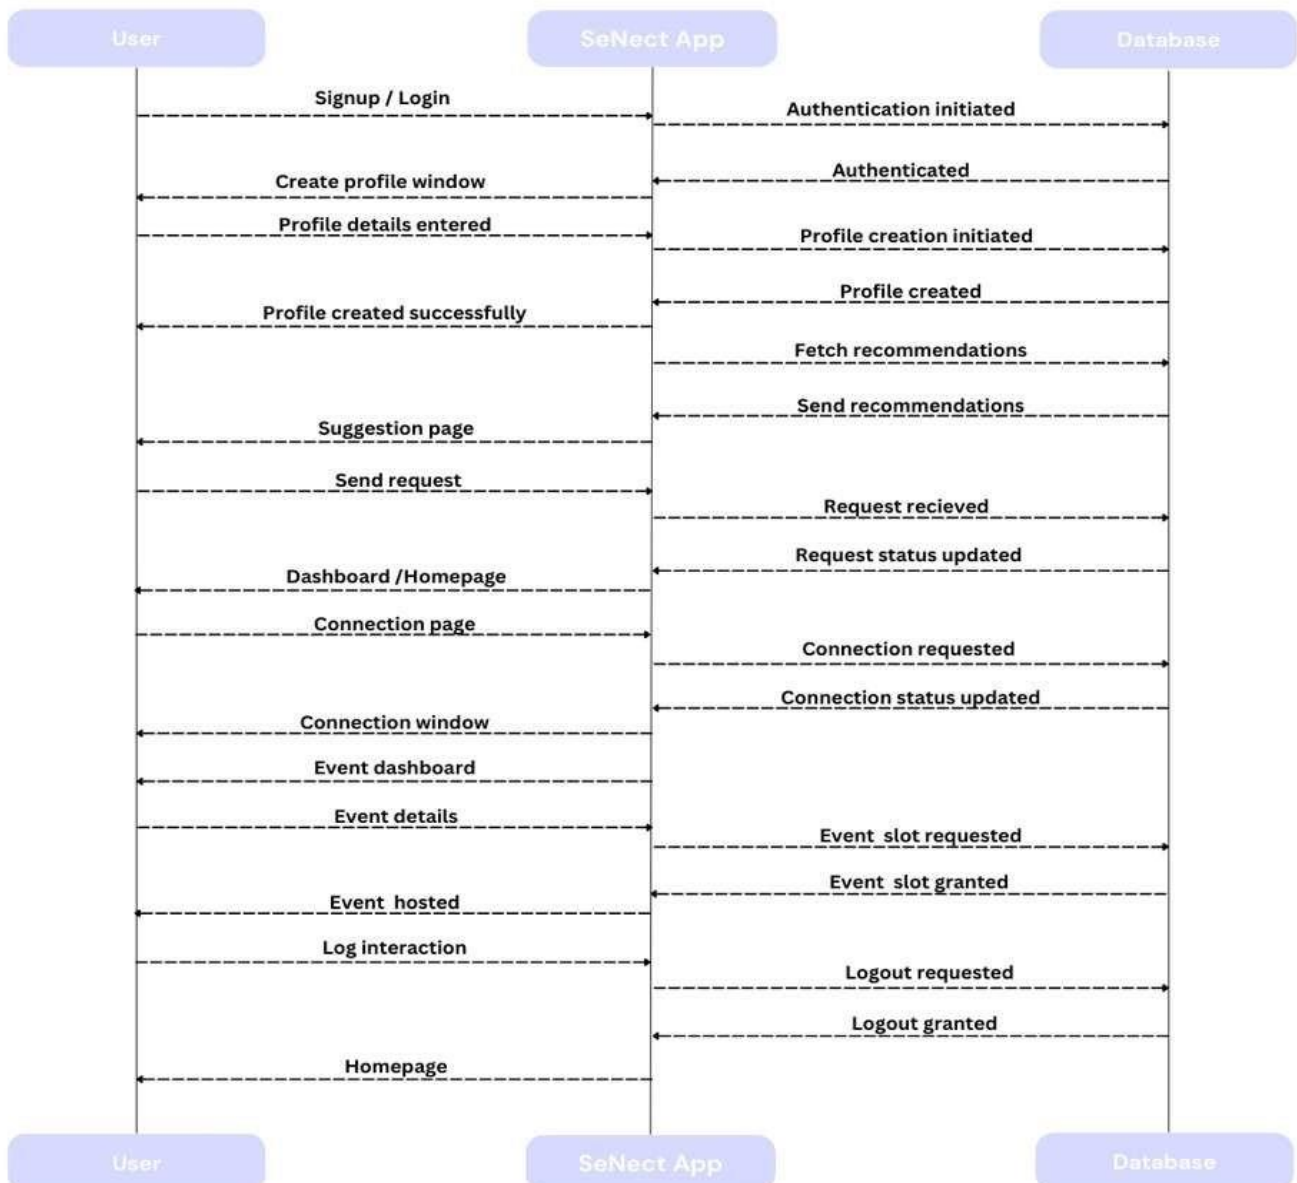 User
SeNect App
Database
Signup / Login
Authentication initiated
Authenticated
Create profile window
Profile details entered
Profile creation initiated
Profile created
Profile created successfully
Fetch recommendations
Send recommendations
Suggestion page
Send request
Request recieved
Request status updated
Dashboard /Homepage
Connection page
Connection requested
Connection status updated
Connection window
Event dashboard
Event details
Event slot requested
Event slot granted
Event hosted
Log interaction
Logout requested
Logout granted
Homepage
User
SeNect App
Database